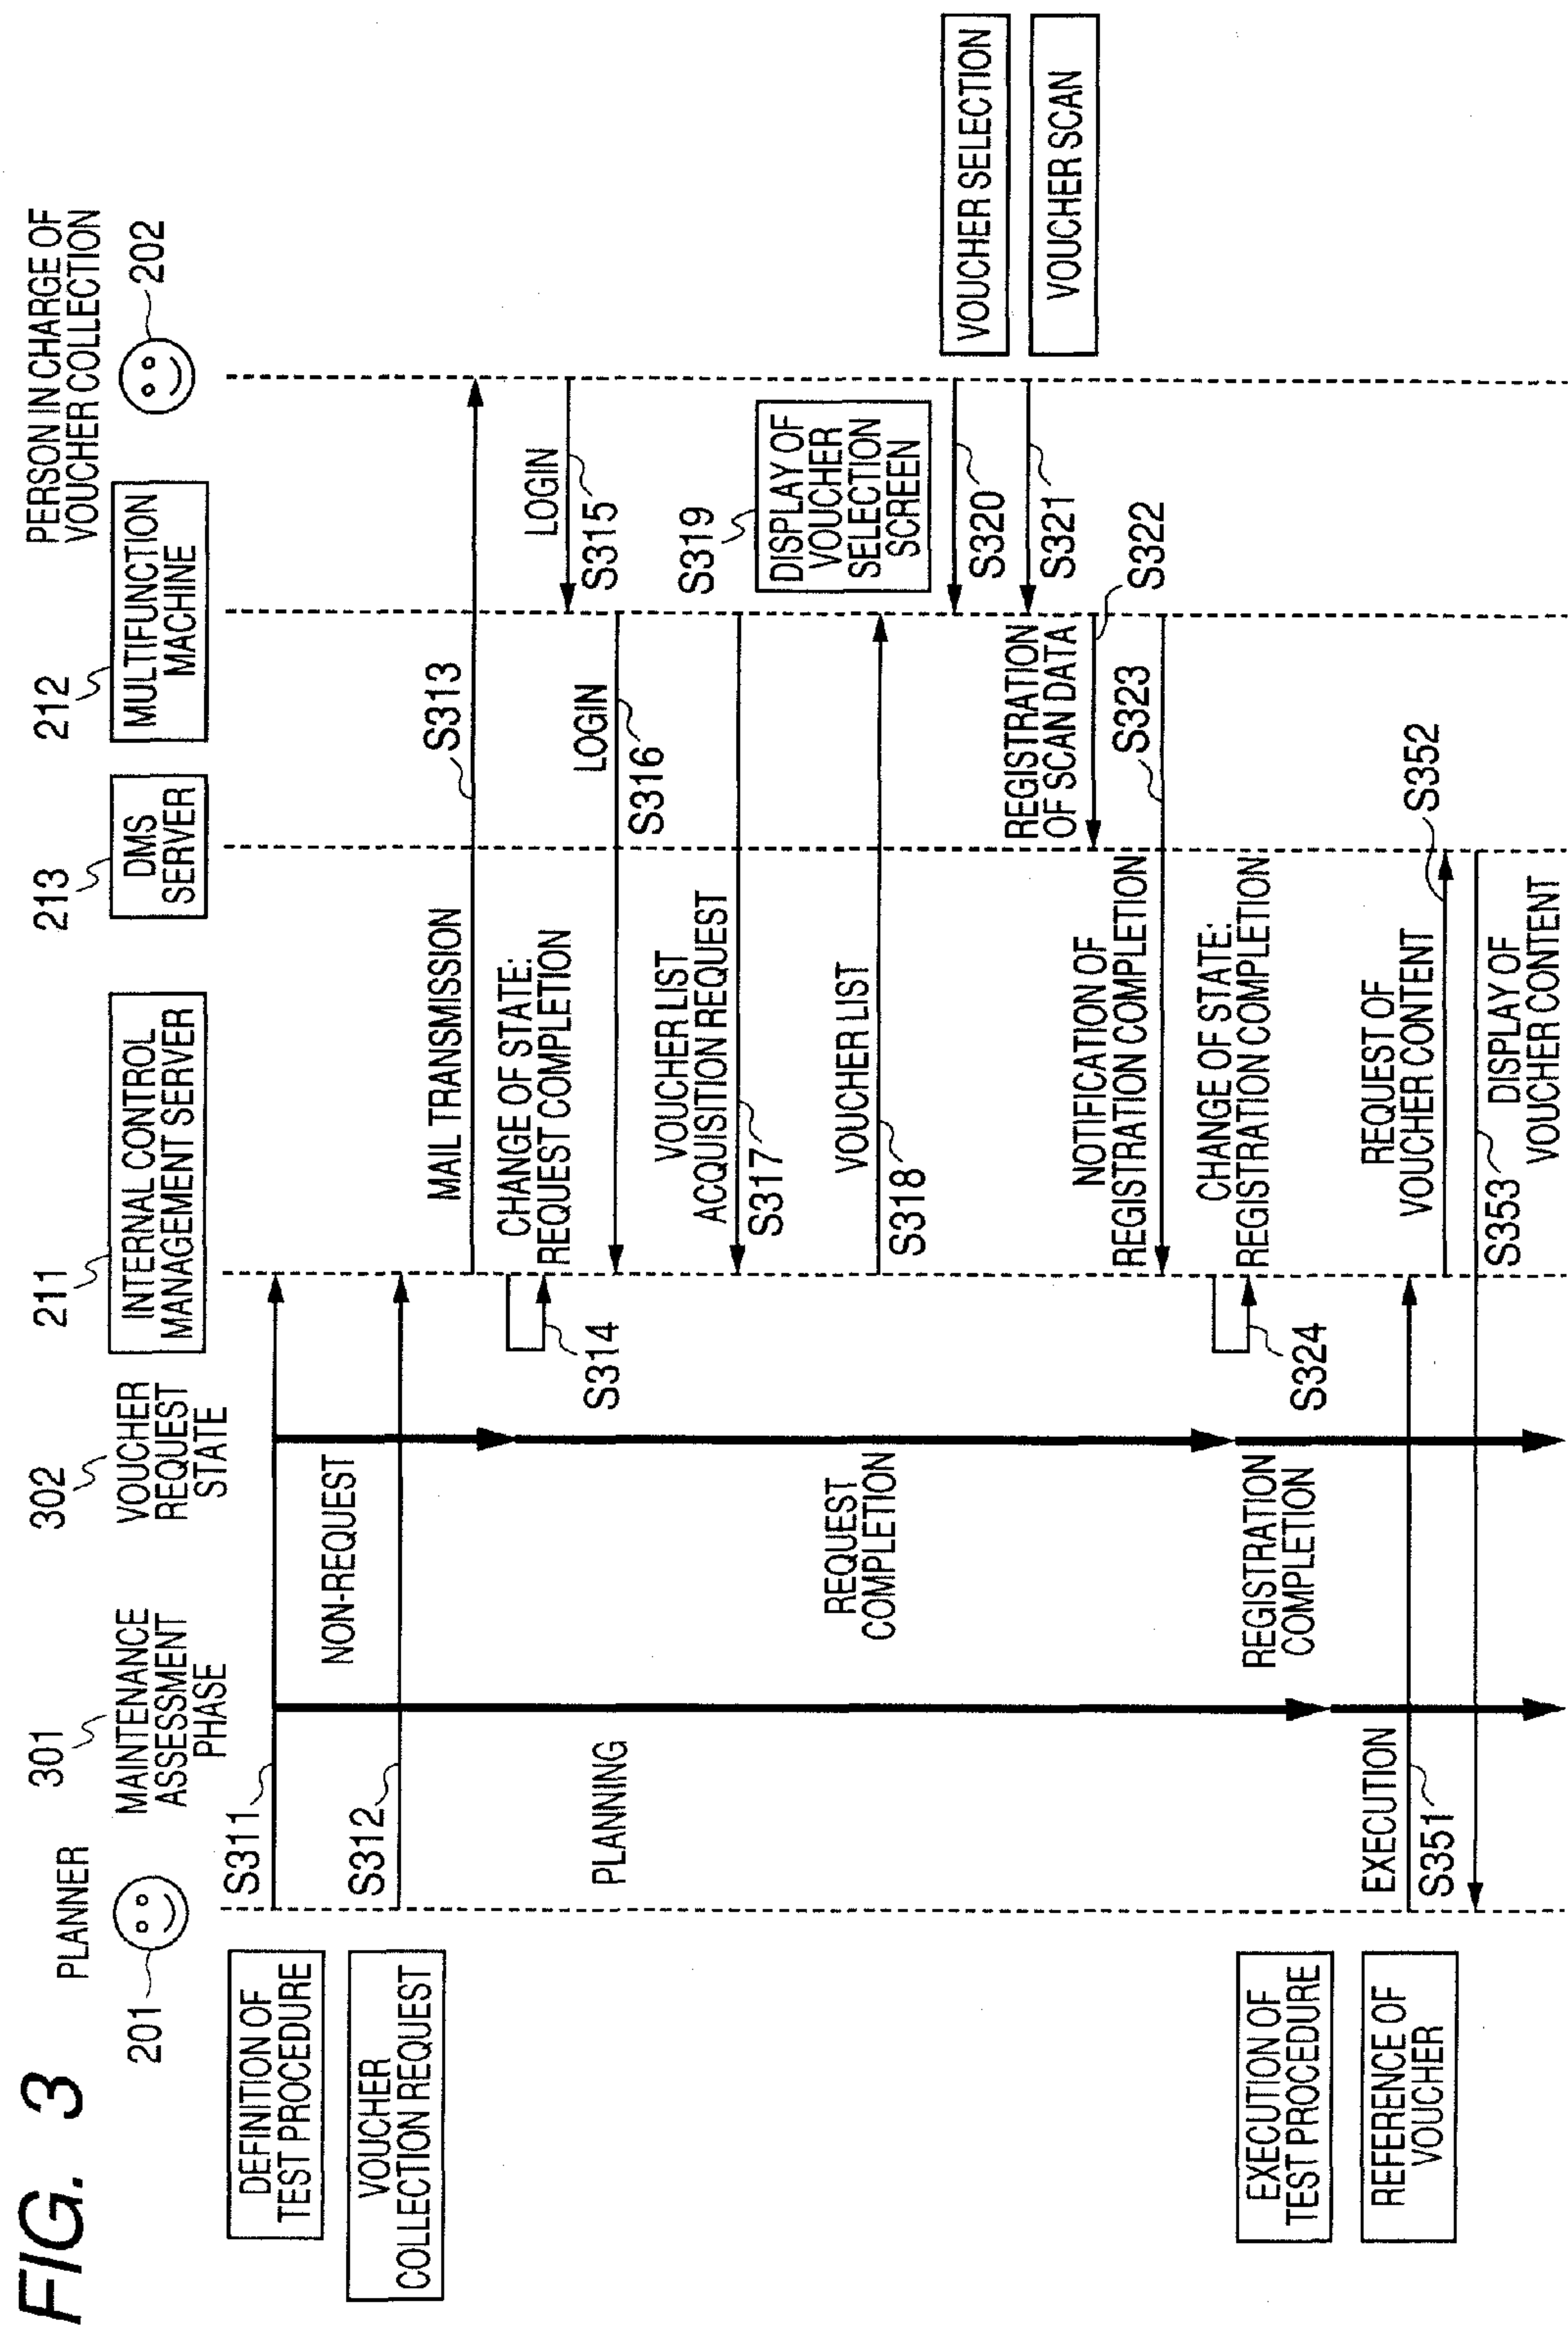 FIG. 3
PLANNER
201
301
MAINTENANCE
ASSESSMENT
PHASE
302
VOUCHER
REQUEST
STATE
211
INTERNAL CONTROL
MANAGEMENT SERVER
213
DMS
SERVER
212
MULTIFUNCTION
MACHINE
PERSON IN CHARGE OF
VOUCHER COLLECTION
202
DEFINITION OF
TEST PROCEDURE
S311
NON-REQUEST
VOUCHER
COLLECTION REQUEST
S312
MAIL TRANSMISSION
S313
CHANGE OF STATE:
REQUEST COMPLETION
S314
LOGIN
S315
LOGIN
S316
PLANNING
VOUCHER LIST
ACQUISITION REQUEST
S317
S319
DISPLAY OF
VOUCHER
SELECTION
SCREEN
REQUEST
COMPLETION
VOUCHER LIST
S318
S320
VOUCHER SELECTION
S321
VOUCHER SCAN
REGISTRATION
OF SCAN DATA
S322
NOTIFICATION OF
REGISTRATION COMPLETION
S323
CHANGE OF STATE:
REGISTRATION COMPLETION
S324
REGISTRATION
COMPLETION
EXECUTION OF
TEST PROCEDURE
EXECUTION
S351
REFERENCE OF
VOUCHER
REQUEST OF
VOUCHER CONTENT
S352
S353
DISPLAY OF
VOUCHER CONTENT